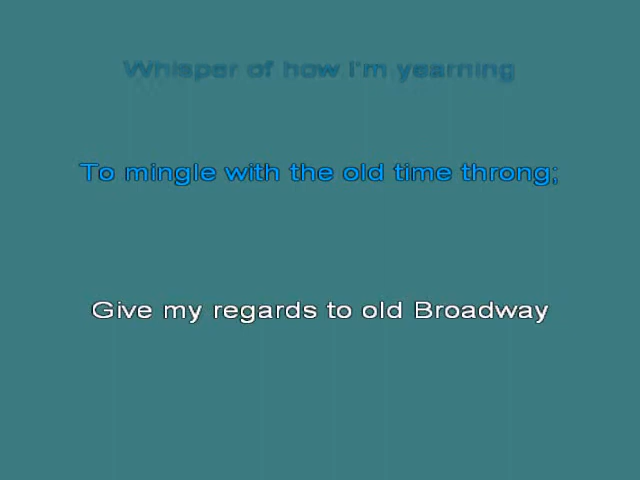 Whisper of how I'm yearning
To mingle with the old time throng;
Give my regards to old Broadway